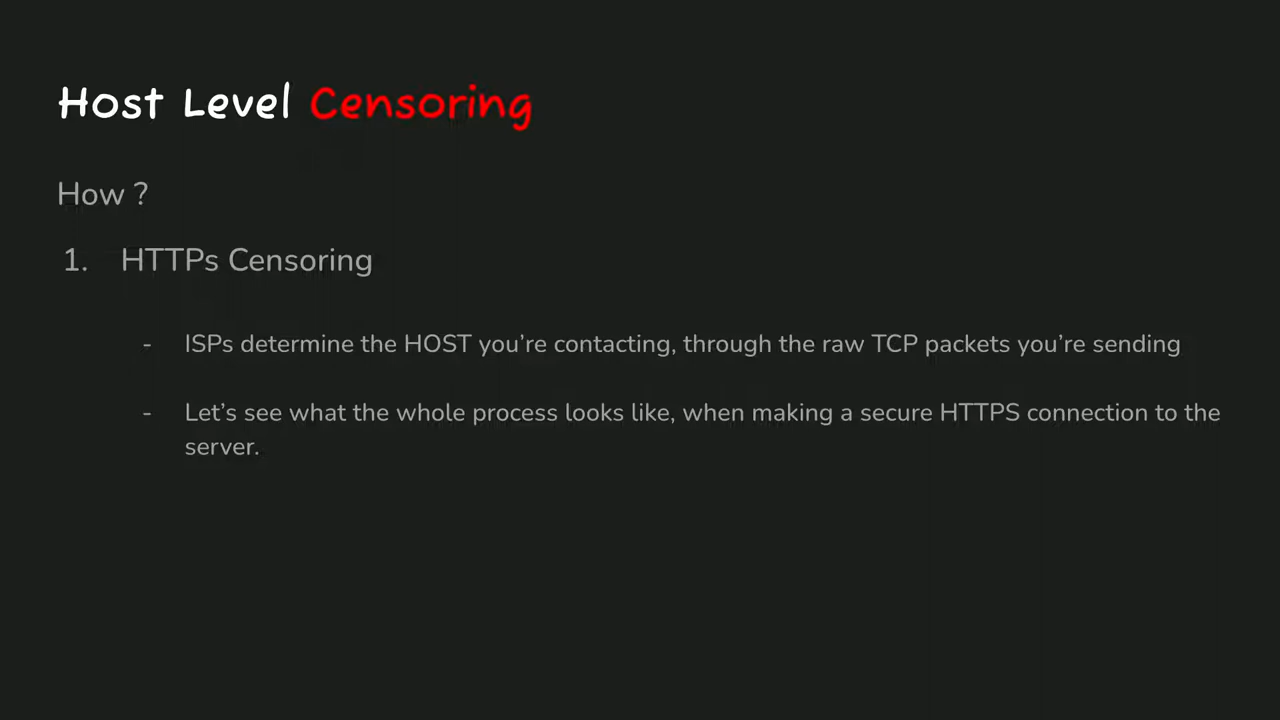 Host Level Censoring
How ?
1. HTTPs Censoring
- ISPs determine the HOST you’re contacting, through the raw TCP packets you’re sending
- Let’s see what the whole process looks like, when making a secure HTTPS connection to the
server.